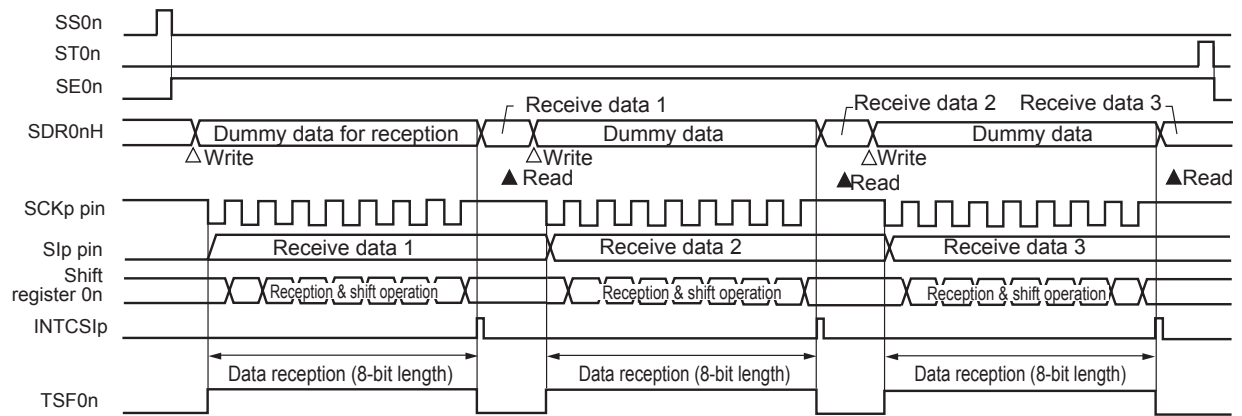 SS0n
ST0n
SE0n
Receive data 1
Receive data 2
Receive data 3
SDR0nH
Dummy data for reception
Dummy data
Dummy data
△Write
△Write
△Write
▲ Read
▲Read
▲Read
SCKp pin
SIp pin
Receive data 1
Receive data 2
Receive data 3
Shift
register 0n
Reception & shift operation
Reception & shift operation
Reception & shift operation
INTCSIp
Data reception (8-bit length)
Data reception (8-bit length)
Data reception (8-bit length)
TSF0n